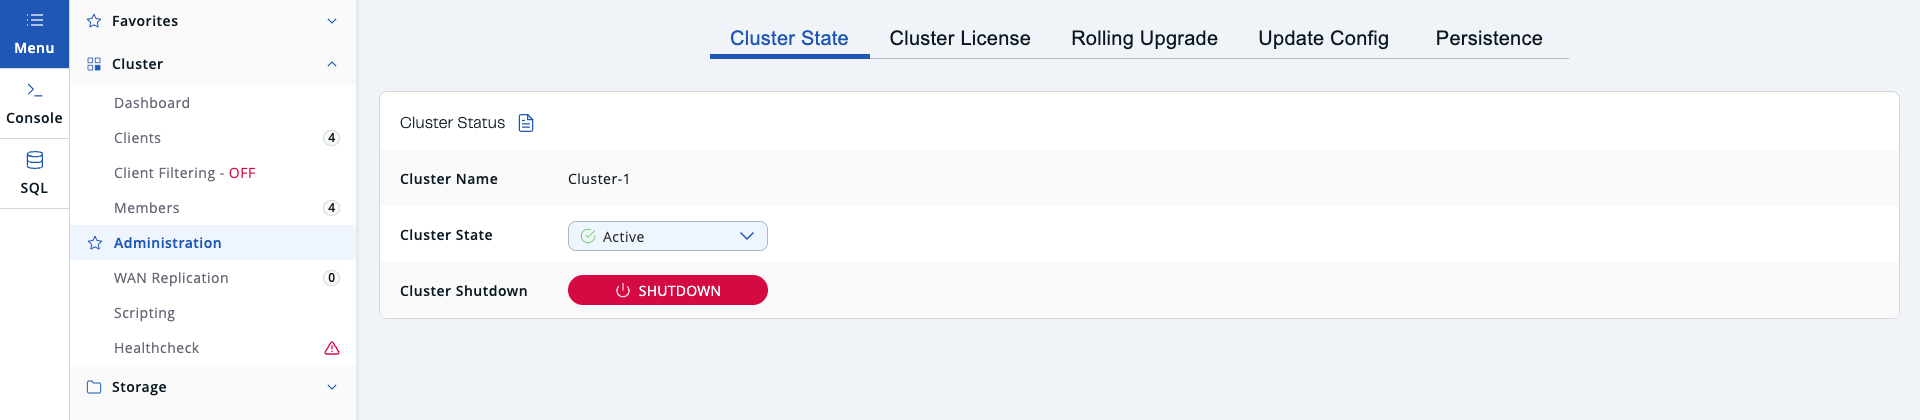 Menu
Console
SQL
Favorites
Cluster
Dashboard
Clients 4
Client Filtering - OFF
Members 4
Administration
WAN Replication 0
Scripting
Healthcheck
Storage
Cluster State Cluster License Rolling Upgrade Update Config Persistence
Cluster Status
Cluster Name Cluster-1
Cluster State Active
Cluster Shutdown SHUTDOWN